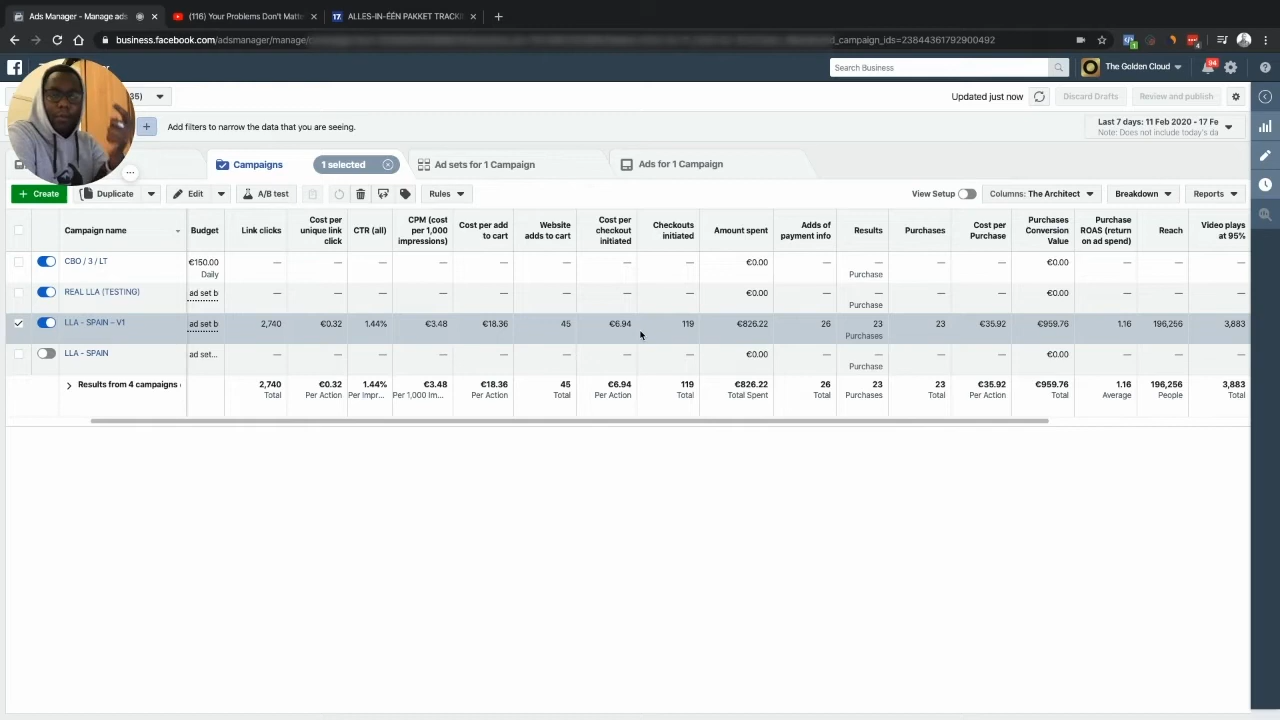 Ads Manager - Manage ads
(116) Your Problems Don't Matte
ALLES-IN-ÉÉN PAKKET TRACKI
business.facebook.com/adsmanager/manage/
d_campaign_ids=23844361792900492
4
Search Business
The Golden Cloud
94
35)
Updated just now
Discard Drafts
Review and publish
Add filters to narrow the data that you are seeing.
Last 7 days: 11 Feb 2020 - 17 Fe
Note: Does not include today's da
Campaigns
1 selected
Ad sets for 1 Campaign
Ads for 1 Campaign
Create
Duplicate
Edit
A/B test
Rules
View Setup
Columns: The Architect
Breakdown
Reports
Campaign name
Budget
Link clicks
Cost per unique link click
CTR (all)
CPM (cost per 1,000 impressions)
Cost per add to cart
Website adds to cart
Cost per checkout initiated
Checkouts initiated
Amount spent
Adds of payment info
Results
Purchases
Cost per Purchase
Purchases Conversion Value
Purchase ROAS (return on ad spend)
Reach
Video plays at 95%
CBO / 3 / LT €150.00 — — — — — — — — €0.00 — — — — €0.00 — — —
Daily Purchase
REAL LLA (TESTING) ad set b — — — — — — — — €0.00 — — — — €0.00 — — —
Purchase
LLA - SPAIN - V1 ad set b 2,740 €0.32 1.44% €3.48 €18.36 45 €6.94 119 €826.22 26 23 23 €35.92 €959.76 1.16 196,256 3,883
Purchases
LLA - SPAIN ad set... — — — — — — — — €0.00 — — — — €0.00 — — —
Purchase
Results from 4 campaigns 2,740 €0.32 1.44% €3.48 €18.36 45 €6.94 119 €826.22 26 23 23 €35.92 €959.76 1.16 196,256 3,883
Total Per Action Per Impr... Per 1,000 Im... Per Action Total Per Action Total Total Spent Total Purchases Total Per Action Total Average People Total